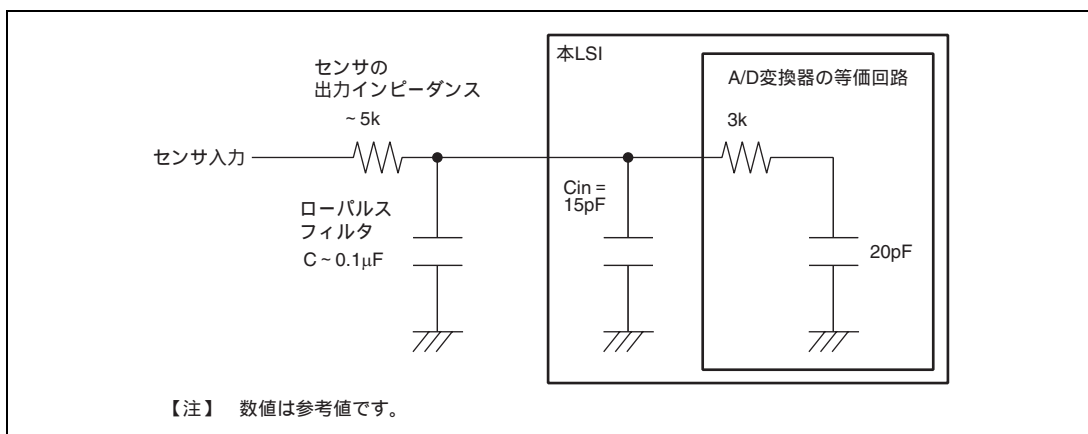 本LSI
センサの
出力インピーダンス
~5k
A/D変換器の等価回路
3k
センサ入力
Cin =
15pF
ローパルス
フィルタ
C ~ 0.1μF
20pF
【注】 数値は参考値です。